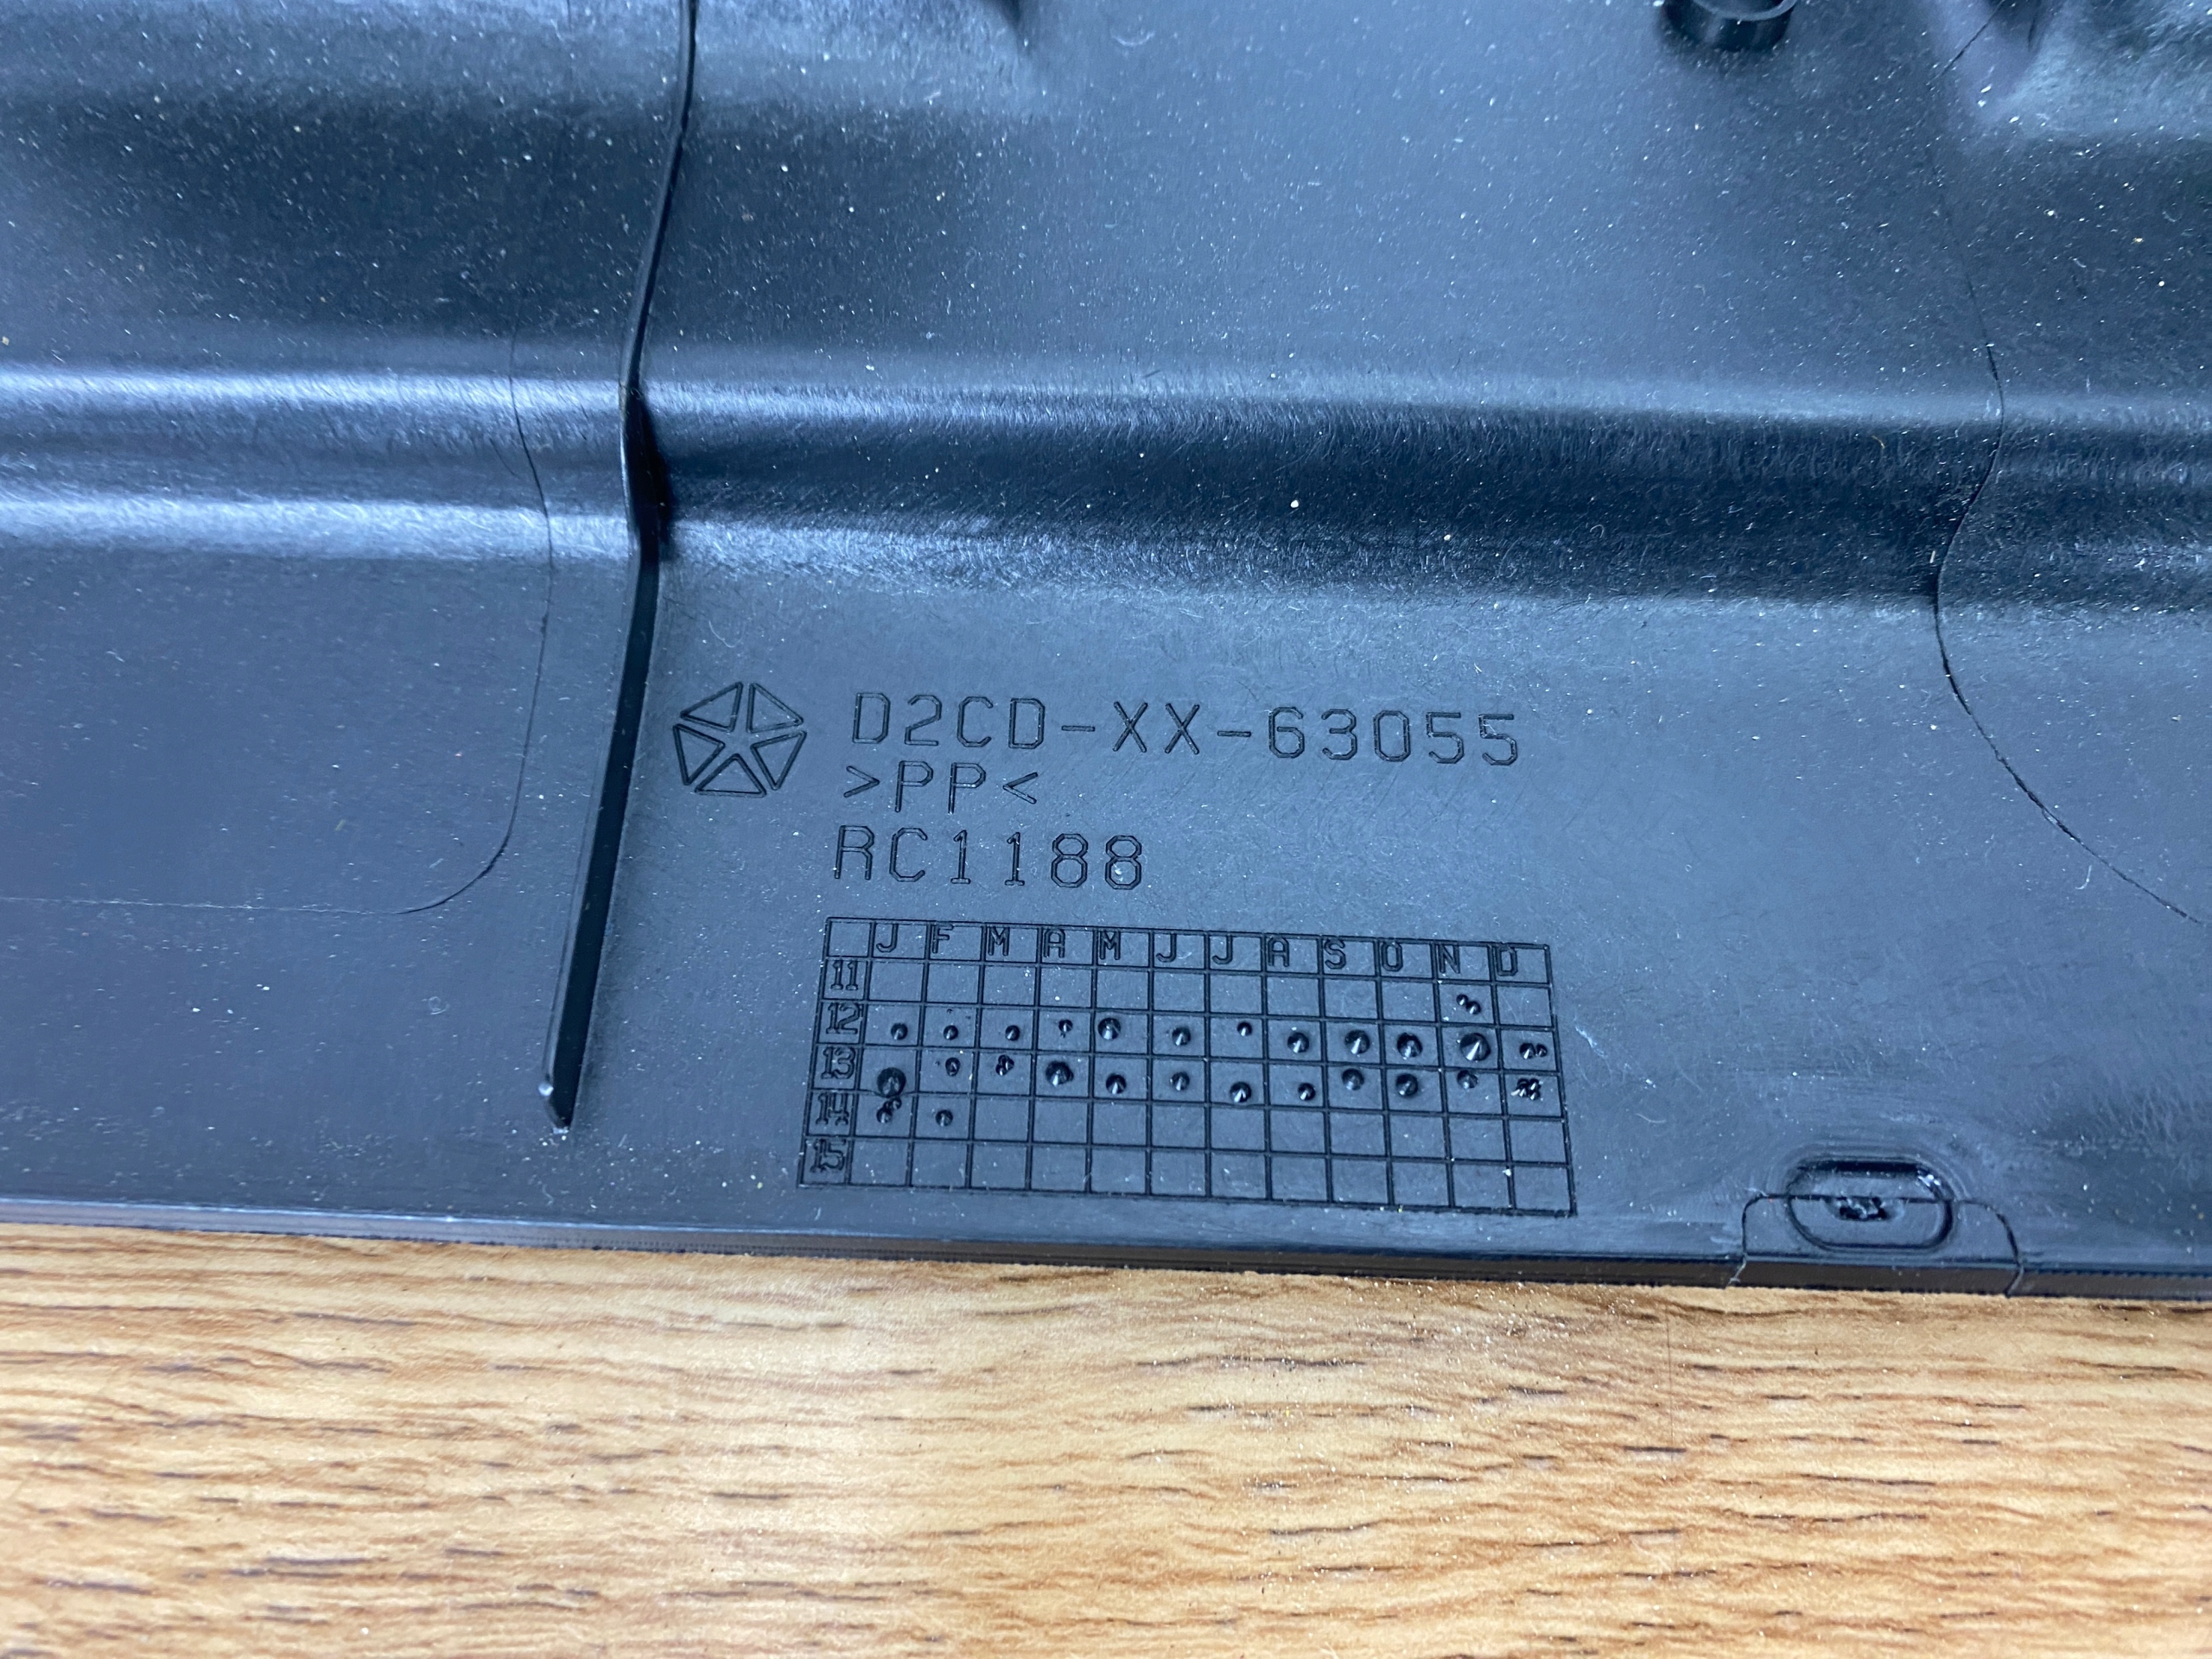 D2CD-XX-63055
>PP<
RC1188
J F M A M J J A S O N D
11
12
13
14
15